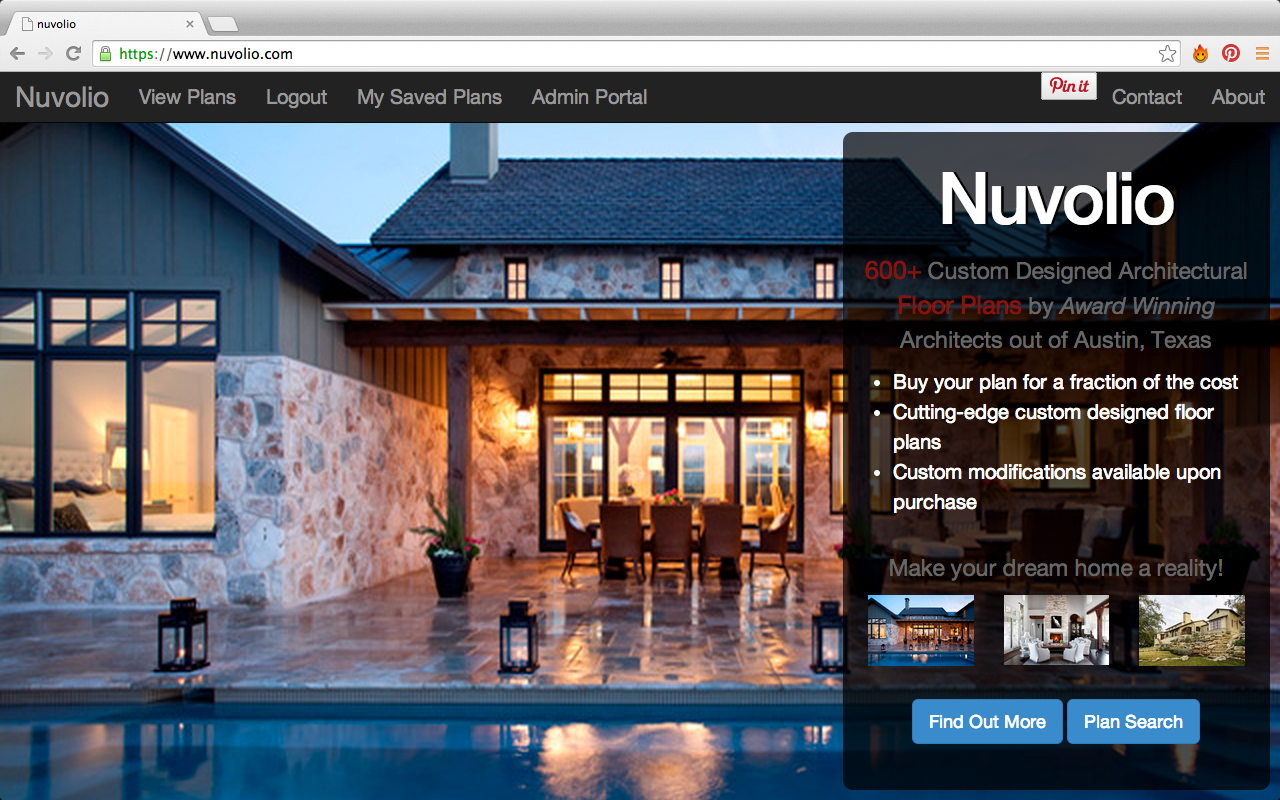 nuvolio
https://www.nuvolio.com
Nuvolio View Plans Logout My Saved Plans Admin Portal Pin it Contact About
Nuvolio
600+ Custom Designed Architectural
Floor Plans by Award Winning
Architects out of Austin, Texas
• Buy your plan for a fraction of the cost
• Cutting-edge custom designed floor
plans
• Custom modifications available upon
purchase
Make your dream home a reality!
Find Out More Plan Search